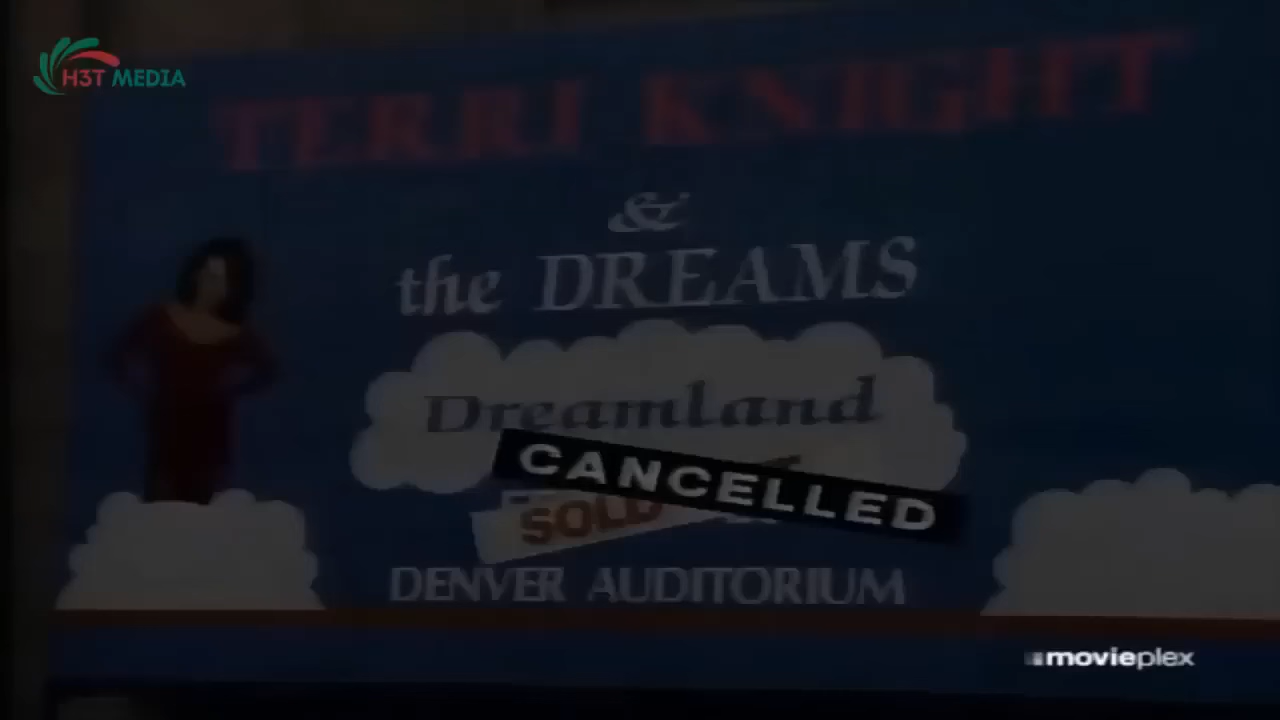 H3T MEDIA
TERRI KNIGHT
&
the DREAMS
Dreamland
CANCELLED
SOLD
DENVER AUDITORIUM
movieplex